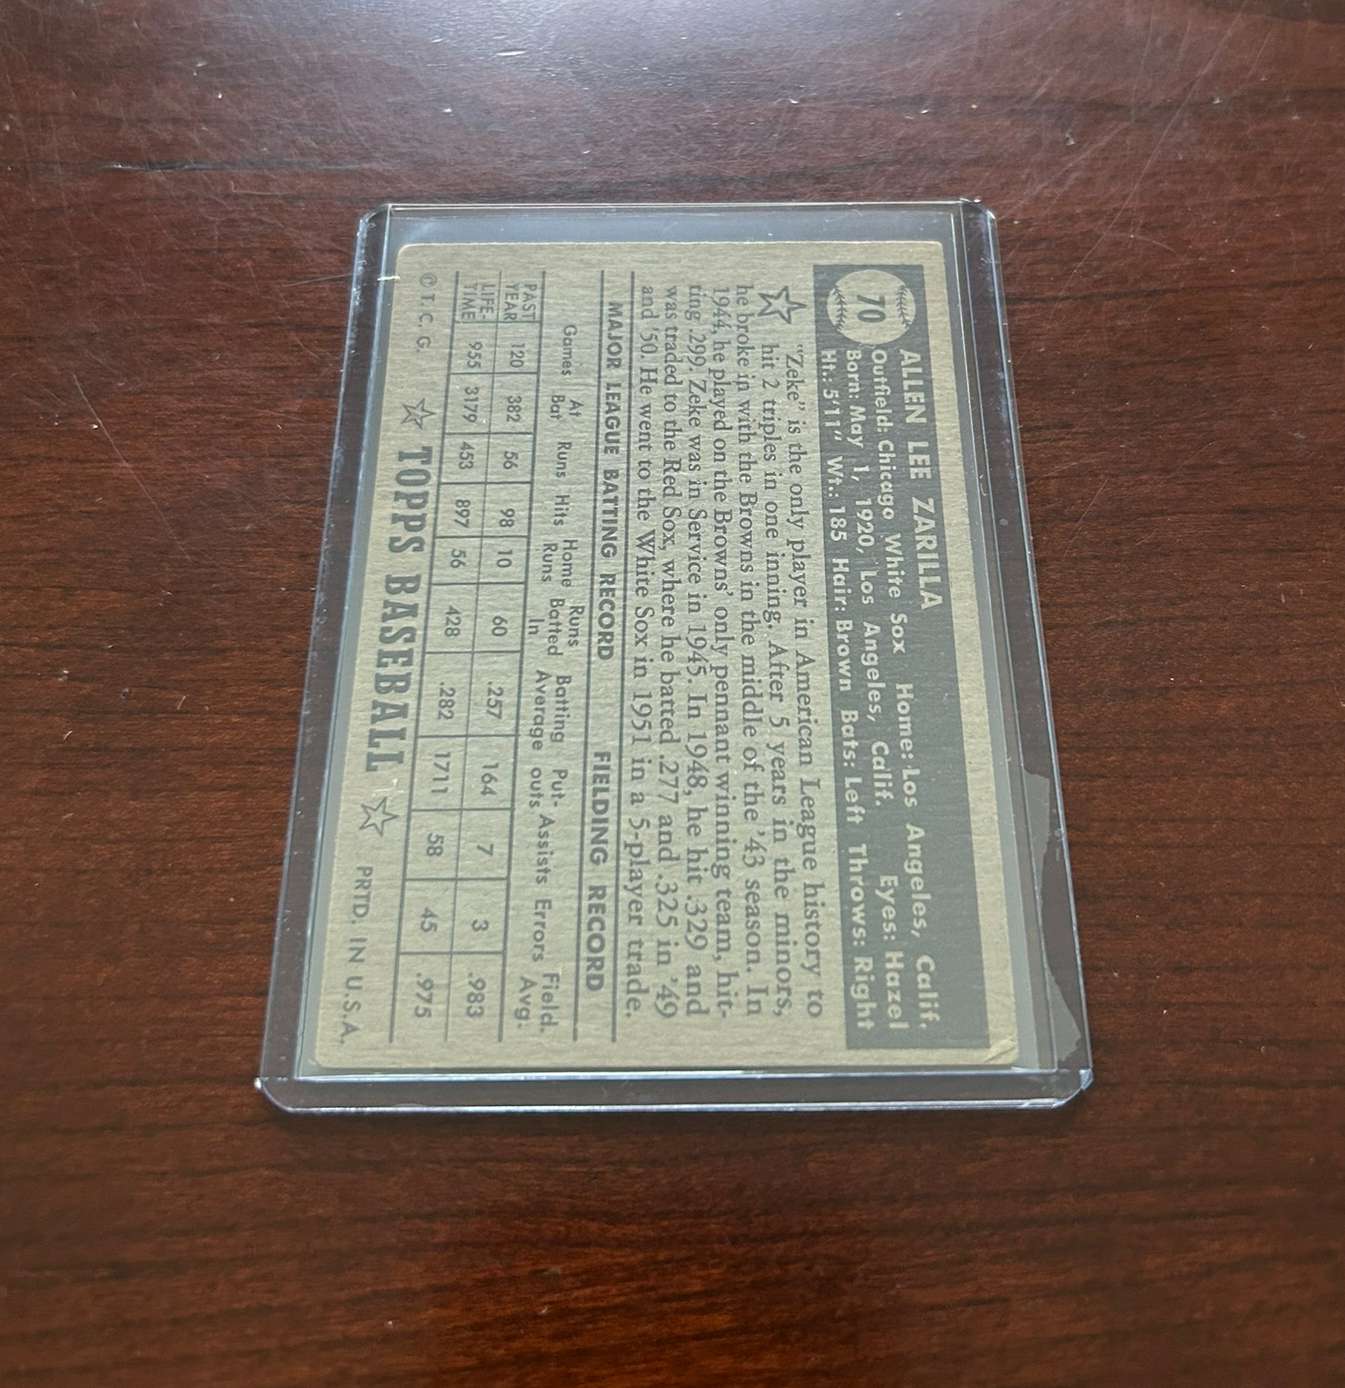 70
ALLEN LEE ZARILLA
Outfield: Chicago White Sox Home: Los Angeles, Calif.
Born: May 1, 1920, Los Angeles, Calif. Eyes: Hazel
Ht.: 5'11" Wt.: 185 Hair: Brown Bats: Left Throws: Right
"Zeke" is the only player in American League history to
hit 2 triples in one inning. After 5 years in the minors,
he broke in with the Browns in the middle of the '43 season. In
1944, he played on the Browns' only pennant winning team, hit-
ting .299. Zeke was in Service in 1945. In 1948, he hit .329 and
was traded to the Red Sox, where he batted .277 and .325 in '49
and '50. He went to the White Sox in 1951 in a 5-player trade.
MAJOR LEAGUE BATTING RECORD FIELDING RECORD
Games At Bat Runs Hits Home Runs Runs Batted In Batting Average Put-outs Assists Errors Field. Avg.
PAST YEAR 120 382 56 98 10 60 .257 164 7 3 .983
LIFE-TIME 955 3179 453 897 56 428 .282 1711 58 45 .975
© T. C. G. TOPPS BASEBALL PRTD. IN U.S.A.